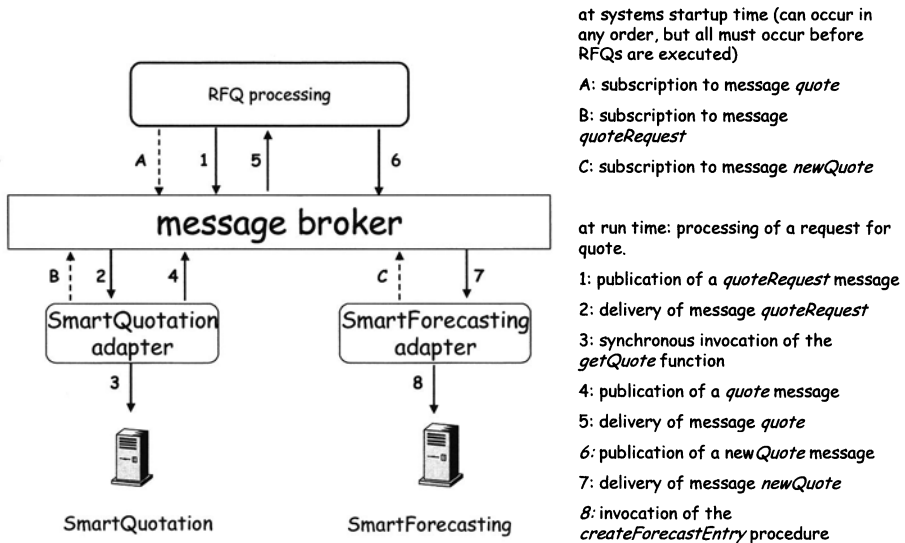 RFQ processing
A
1
5
6
message broker
B
2
4
C
7
SmartQuotation
adapter
SmartForecasting
adapter
3
8
SmartQuotation
SmartForecasting
at systems startup time (can occur in
any order, but all must occur before
RFQs are executed)
A: subscription to message quote
B: subscription to message
quoteRequest
C: subscription to message newQuote
at run time: processing of a request for
quote.
1: publication of a quoteRequest message
2: delivery of message quoteRequest
3: synchronous invocation of the
getQuote function
4: publication of a quote message
5: delivery of message quote
6: publication of a newQuote message
7: delivery of message newQuote
8: invocation of the
createForecastEntry procedure